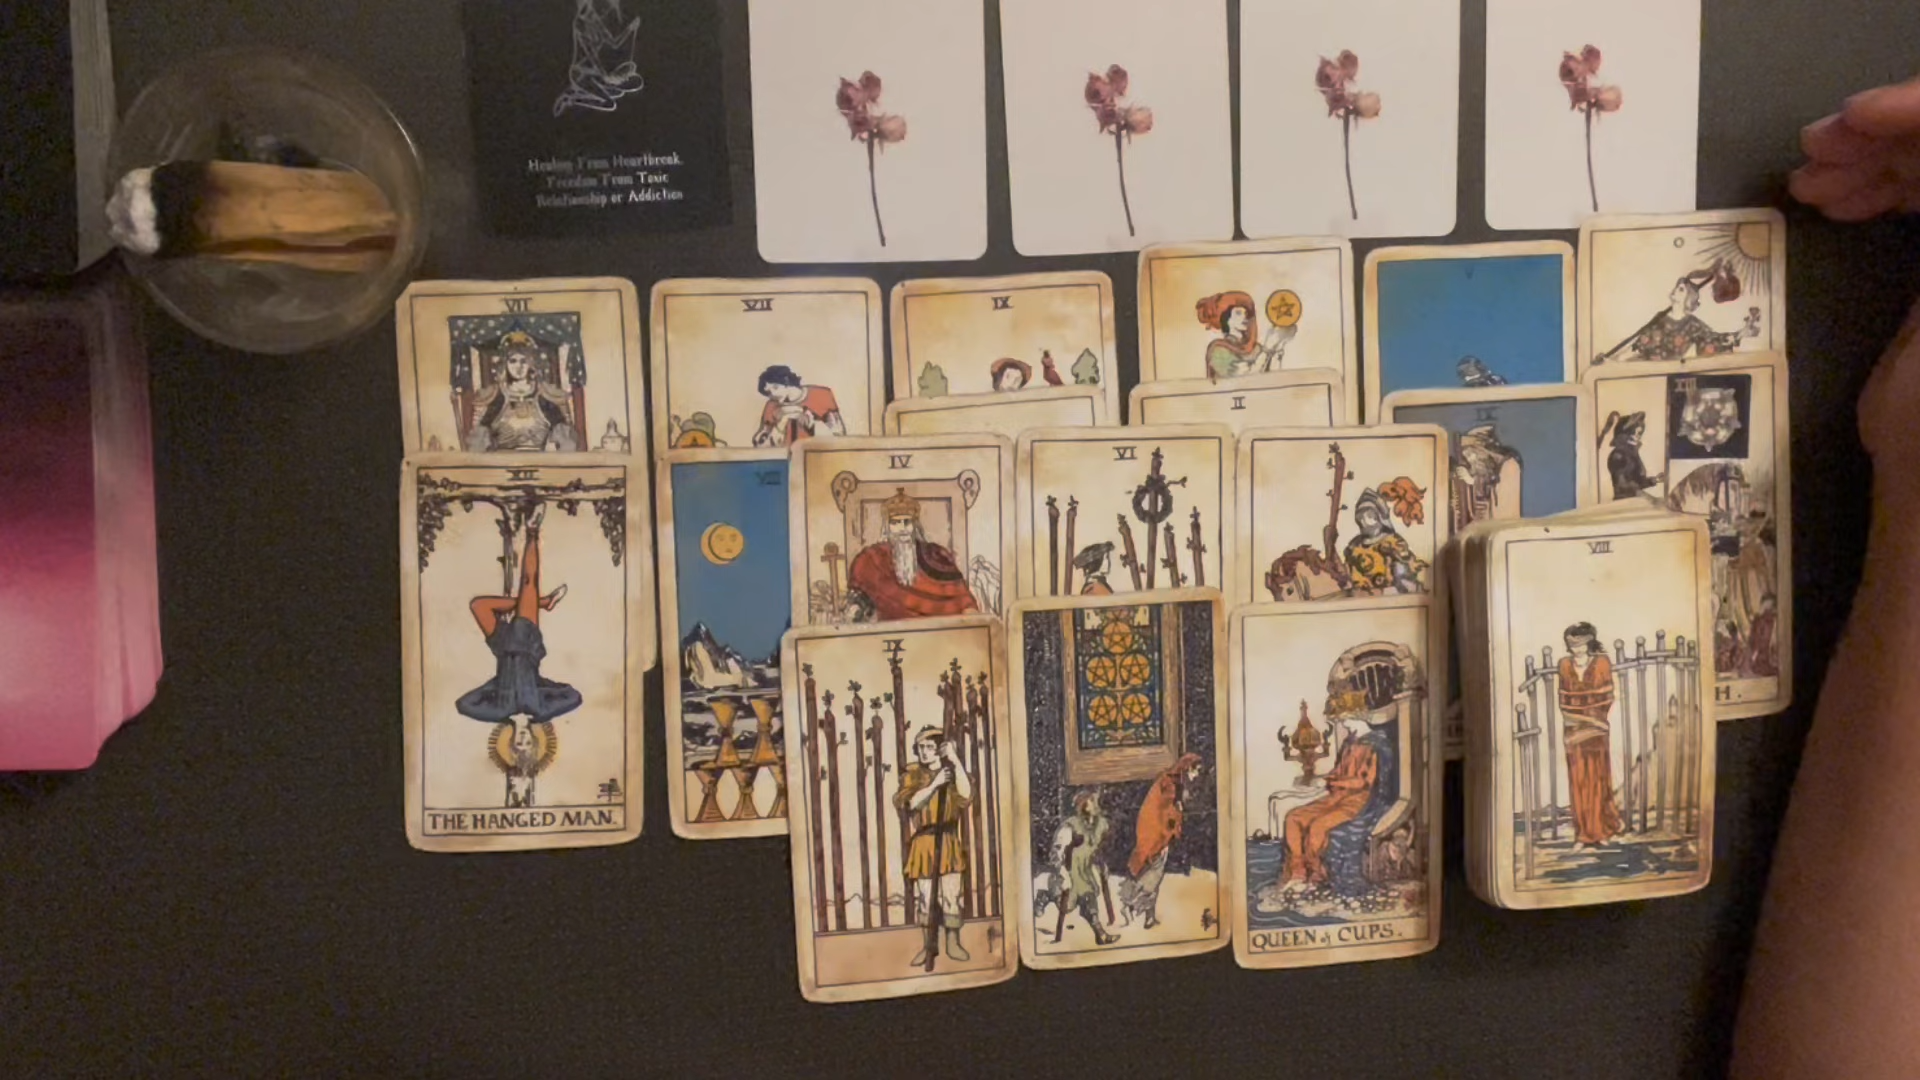 Healing From Heartbreak.
Freedom From Toxic
Relationship or Addiction
VII
VII
IX
V
II
IX
XIII
XII
VIII
IV
VI
VIII
IX
H.
THE HANGED MAN.
QUEEN of CUPS.